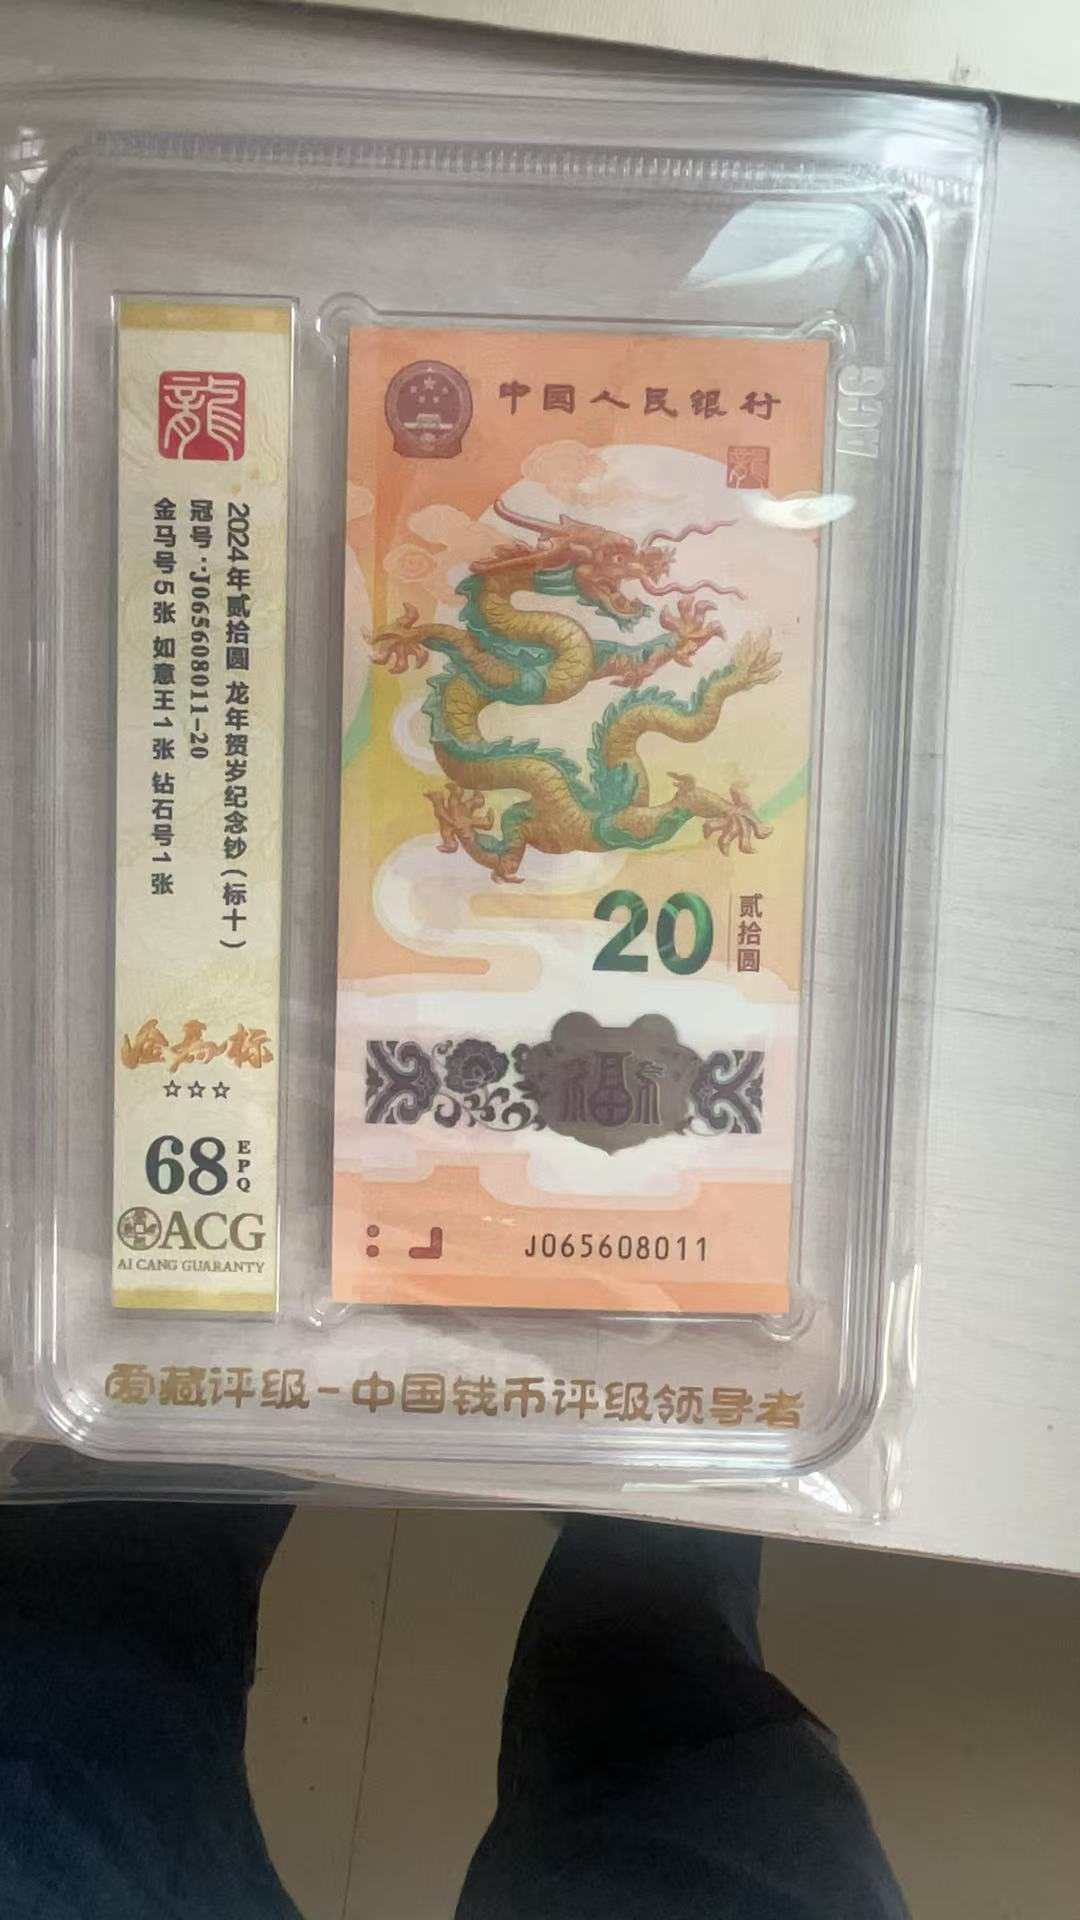 龍
2024年贰拾圆 龙年贺岁纪念钞(标十)
冠号:J065608011-20
金马号5张 如意王1张 钻石号1张
金马标
☆☆☆
68 EPQ
ACG
AI CANG GUARANTY
中国人民银行
龍
20 贰拾圆
福
J065608011
ACG
爱藏评级-中国钱币评级领导者